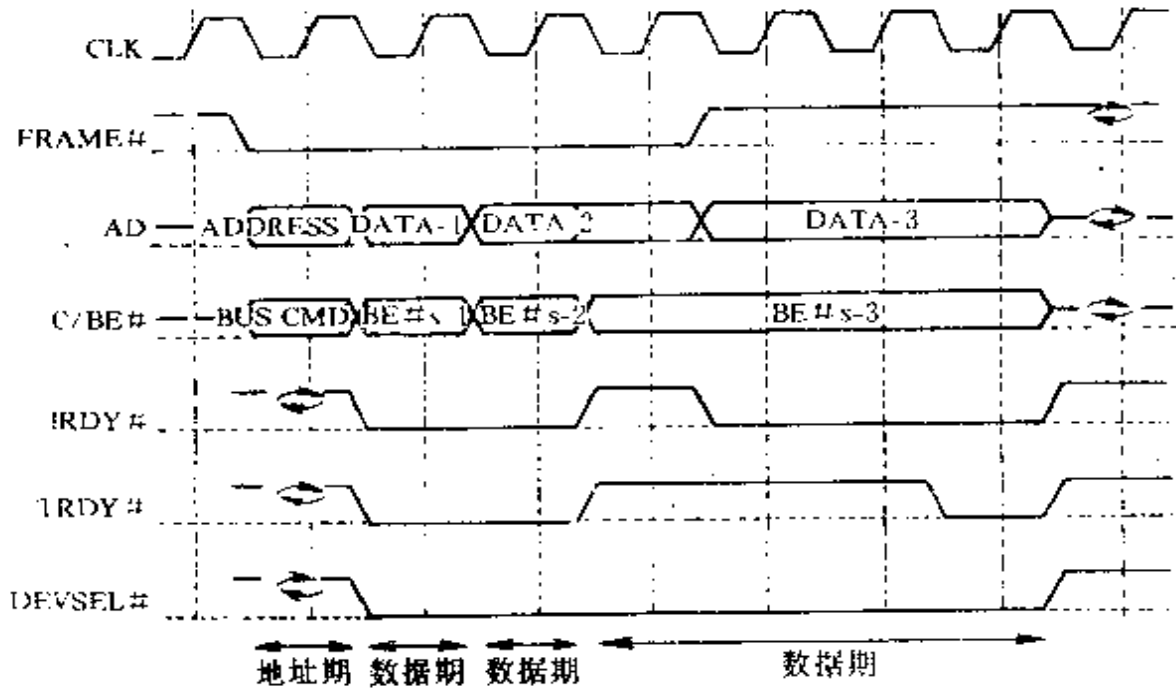 CLK
FRAME#
AD ADDRESS DATA-1 DATA-2 DATA-3
C/BE# BUS CMD BE#s-1 BE#s-2 BE#s-3
IRDY#
TRDY#
DEVSEL#
地址期 数据期 数据期 数据期